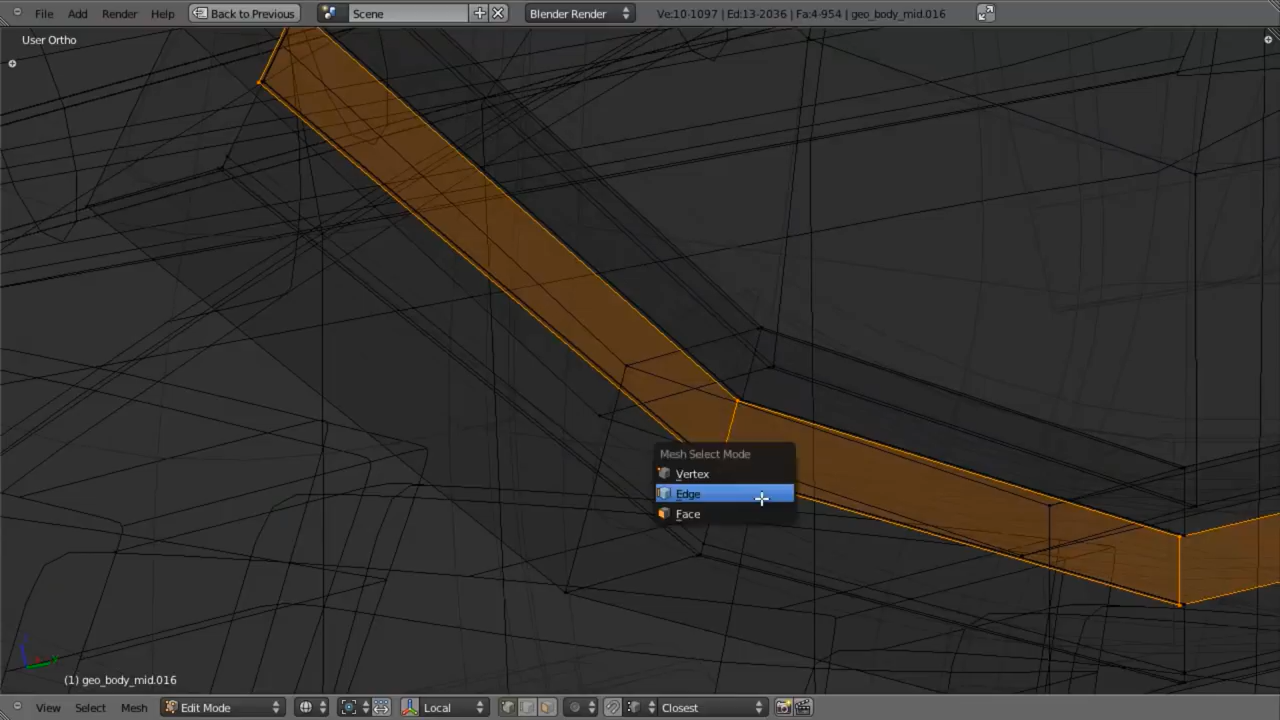 File Add Render Help Back to Previous Scene Blender Render Ve:10-1097 | Ed:13-2036 | Fa:4-954 | geo_body_mid.016
User Ortho
Mesh Select Mode
Vertex
Edge
Face
(1) geo_body_mid.016
View Select Mesh Edit Mode Local Closest